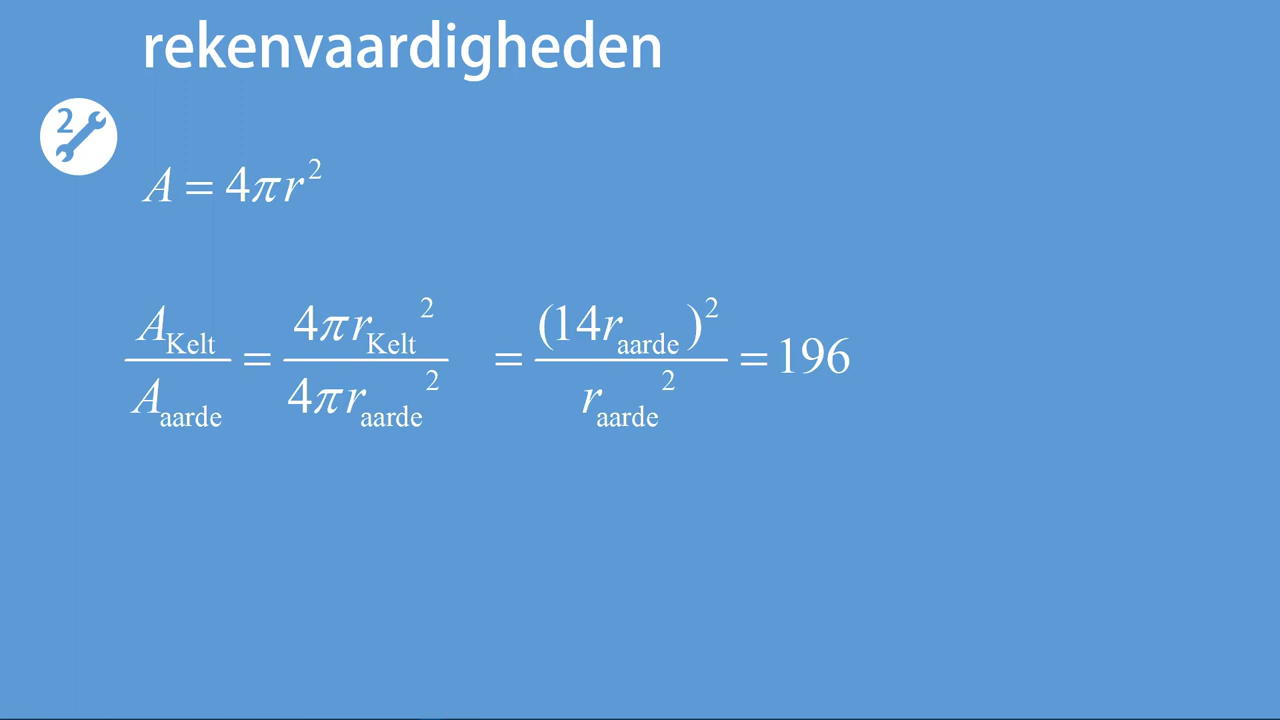 rekenvaardigheden
2
A = 4πr²
A_Kelt / A_aarde = 4πr_Kelt² / 4πr_aarde² = (14r_aarde)² / r_aarde² = 196